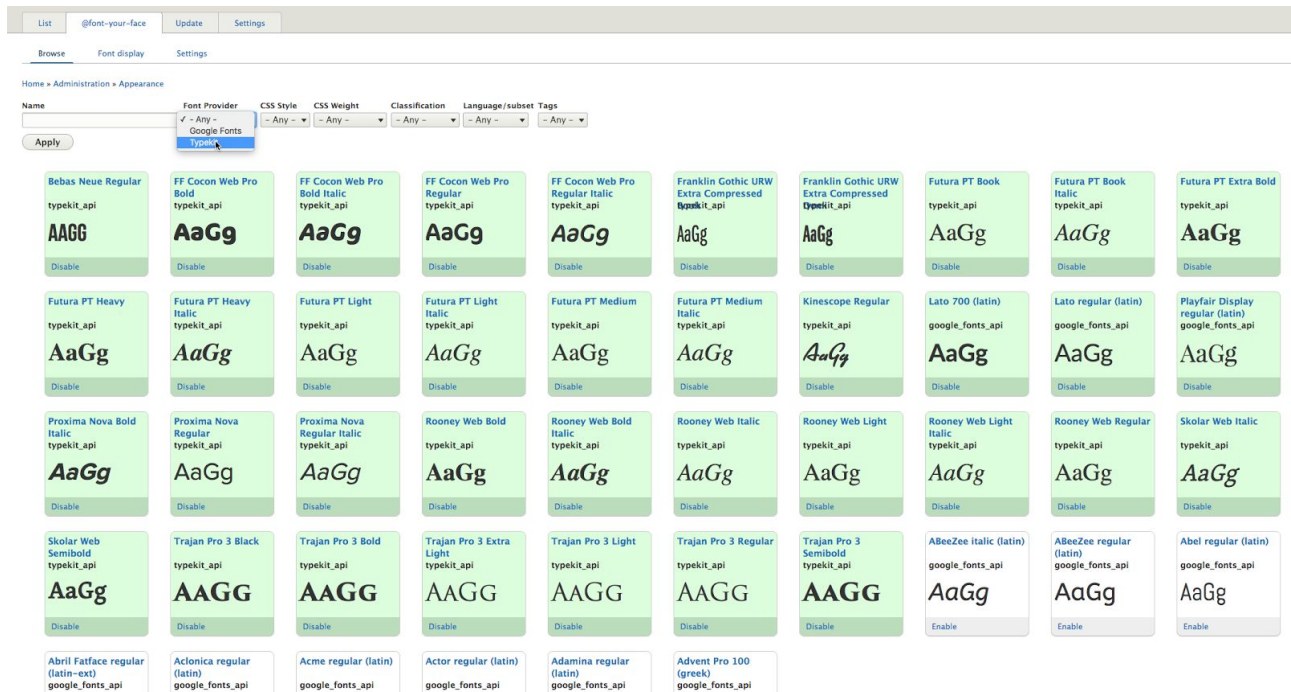 List @font-your-face Update Settings
Browse Font display Settings
Home » Administration » Appearance
Name Font Provider CSS Style CSS Weight Classification Language/subset Tags
✓ - Any -
Google Fonts
Typekit
- Any - - Any - - Any - - Any - - Any -
Apply
Bebas Neue Regular
typekit_api
AAGG
Disable
FF Cocon Web Pro
Bold
typekit_api
AaGg
Disable
FF Cocon Web Pro
Bold Italic
typekit_api
AaGg
Disable
FF Cocon Web Pro
Regular
typekit_api
AaGg
Disable
FF Cocon Web Pro
Regular Italic
typekit_api
AaGg
Disable
Franklin Gothic URW
Extra Compressed
typekit_api
AaGg
Disable
Franklin Gothic URW
Extra Compressed
typekit_api
AaGg
Disable
Futura PT Book
typekit_api
AaGg
Disable
Futura PT Book
Italic
typekit_api
AaGg
Disable
Futura PT Extra Bold
typekit_api
AaGg
Disable
Futura PT Heavy
typekit_api
AaGg
Disable
Futura PT Heavy
Italic
typekit_api
AaGg
Disable
Futura PT Light
typekit_api
AaGg
Disable
Futura PT Light
Italic
typekit_api
AaGg
Disable
Futura PT Medium
typekit_api
AaGg
Disable
Futura PT Medium
Italic
typekit_api
AaGg
Disable
Kinescope Regular
typekit_api
AaGg
Disable
Lato 700 (latin)
google_fonts_api
AaGg
Disable
Lato regular (latin)
google_fonts_api
AaGg
Disable
Playfair Display
regular (latin)
google_fonts_api
AaGg
Disable
Proxima Nova Bold
Italic
typekit_api
AaGg
Disable
Proxima Nova
Regular
typekit_api
AaGg
Disable
Proxima Nova
Regular Italic
typekit_api
AaGg
Disable
Rooney Web Bold
typekit_api
AaGg
Disable
Rooney Web Bold
Italic
typekit_api
AaGg
Disable
Rooney Web Italic
typekit_api
AaGg
Disable
Rooney Web Light
typekit_api
AaGg
Disable
Rooney Web Light
Italic
typekit_api
AaGg
Disable
Rooney Web Regular
typekit_api
AaGg
Disable
Skolar Web Italic
typekit_api
AaGg
Disable
Skolar Web
Semibold
typekit_api
AaGg
Disable
Trajan Pro 3 Black
typekit_api
AAGG
Disable
Trajan Pro 3 Bold
typekit_api
AAGG
Disable
Trajan Pro 3 Extra
Light
typekit_api
AAGG
Disable
Trajan Pro 3 Light
typekit_api
AAGG
Disable
Trajan Pro 3 Regular
typekit_api
AAGG
Disable
Trajan Pro 3
Semibold
typekit_api
AAGG
Disable
ABeeZee italic (latin)
google_fonts_api
AaGg
Enable
ABeeZee regular
(latin)
google_fonts_api
AaGg
Enable
Abel regular (latin)
google_fonts_api
AaGg
Enable
Abril Fatface regular
(latin-ext)
google_fonts_api
Aclonica regular
(latin)
google_fonts_api
Acme regular (latin)
google_fonts_api
Actor regular (latin)
google_fonts_api
Adamina regular
(latin)
google_fonts_api
Advent Pro 100
(greek)
google_fonts_api